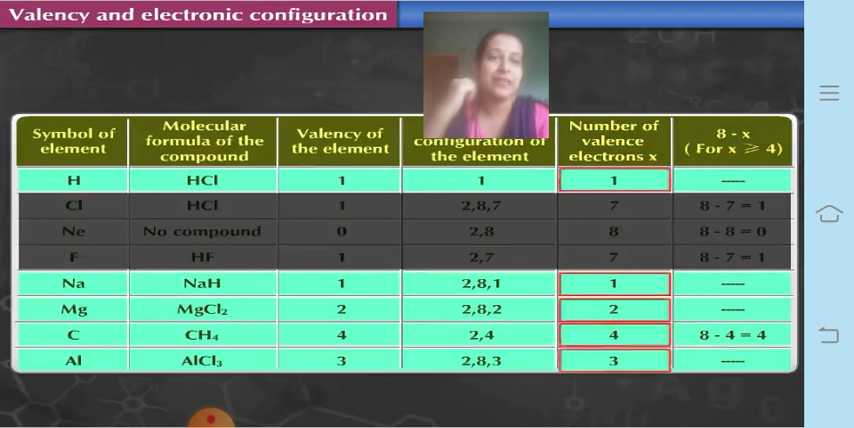 Valency and electronic configuration
Symbol of element
Molecular formula of the compound
Valency of the element
configuration of the element
Number of valence electrons x
8 - x ( For x ⩾ 4)
H HCl 1 1 1 -----
Cl HCl 1 2,8,7 7 8 - 7 = 1
Ne No compound 0 2,8 8 8 - 8 = 0
F HF 1 2,7 7 8 - 7 = 1
Na NaH 1 2,8,1 1 -----
Mg MgCl₂ 2 2,8,2 2 -----
C CH₄ 4 2,4 4 8 - 4 = 4
Al AlCl₃ 3 2,8,3 3 -----